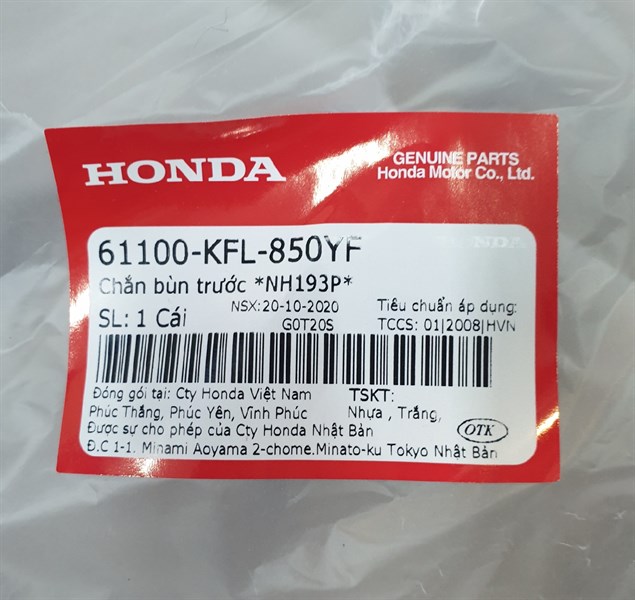 HONDA
GENUINE PARTS
Honda Motor Co., Ltd.
HONDA
61100-KFL-850YF
Chắn bùn trước *NH193P*
SL: 1 Cái
NSX:20-10-2020
G0T20S
Tiêu chuẩn áp dụng:
TCCS: 01|2008|HVN
Đóng gói tại: Cty Honda Việt Nam
Phúc Thắng, Phúc Yên, Vĩnh Phúc
Được sự cho phép của Cty Honda Nhật Bản
Đ.C 1-1. Minami Aoyama 2-chome.Minato-ku Tokyo Nhật Bản
TSKT:
Nhựa , Trắng,
OTK